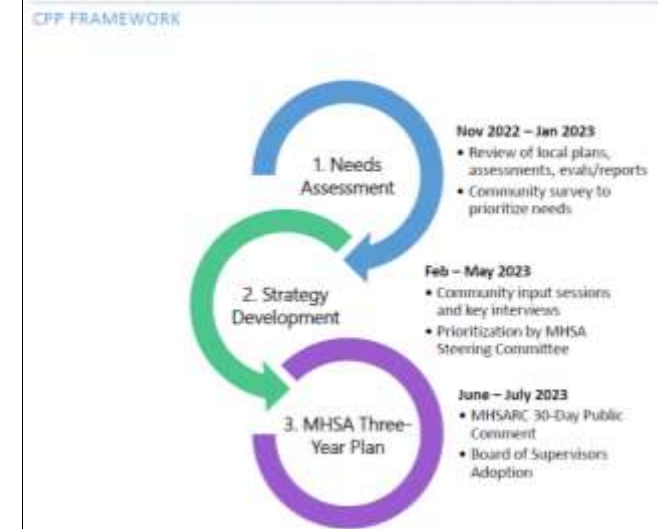 CPP FRAMEWORK
1. Needs
Assessment
Nov 2022 – Jan 2023
• Review of local plans,
assessments, evals/reports
• Community survey to
prioritize needs
2. Strategy
Development
Feb – May 2023
• Community input sessions
and key interviews
• Prioritization by MHSA
Steering Committee
3. MHSA Three-
Year Plan
June – July 2023
• MHSARC 30-Day Public
Comment
• Board of Supervisors
Adoption